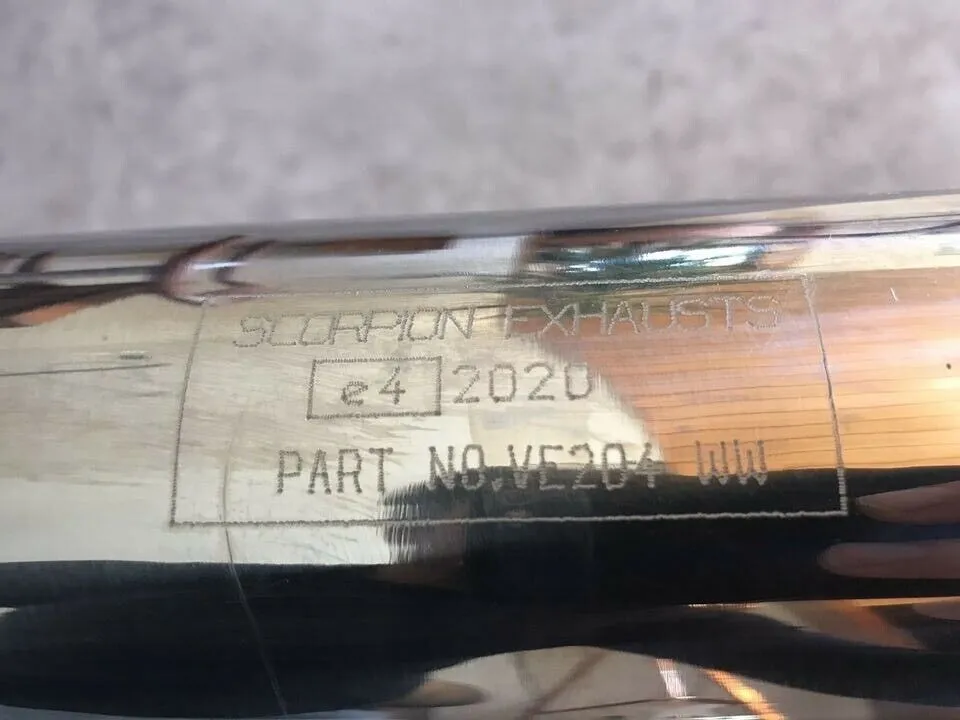 SCORPION EXHAUSTS
e4 2020
PART NO.VE204 WW